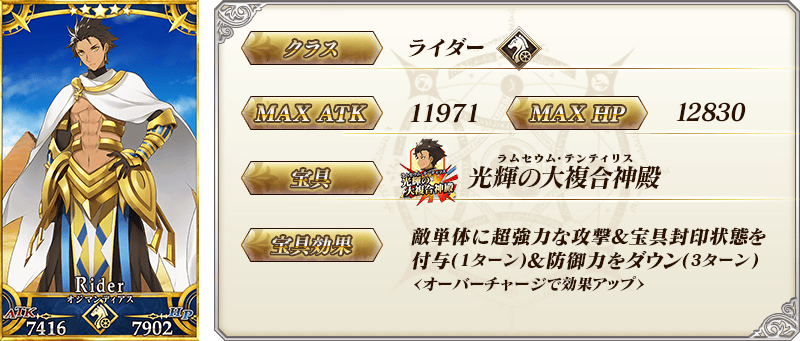 Rider
オジマンディアス
ATK
HP
7416
7902
クラス
ライダー
MAX ATK
11971
MAX HP
12830
宝具
光輝の
大複合神殿
ラムセウム・テンティリス
光輝の大複合神殿
宝具効果
敵単体に超強力な攻撃&宝具封印状態を
付与(1ターン)&防御力をダウン(3ターン)
<オーバーチャージで効果アップ>